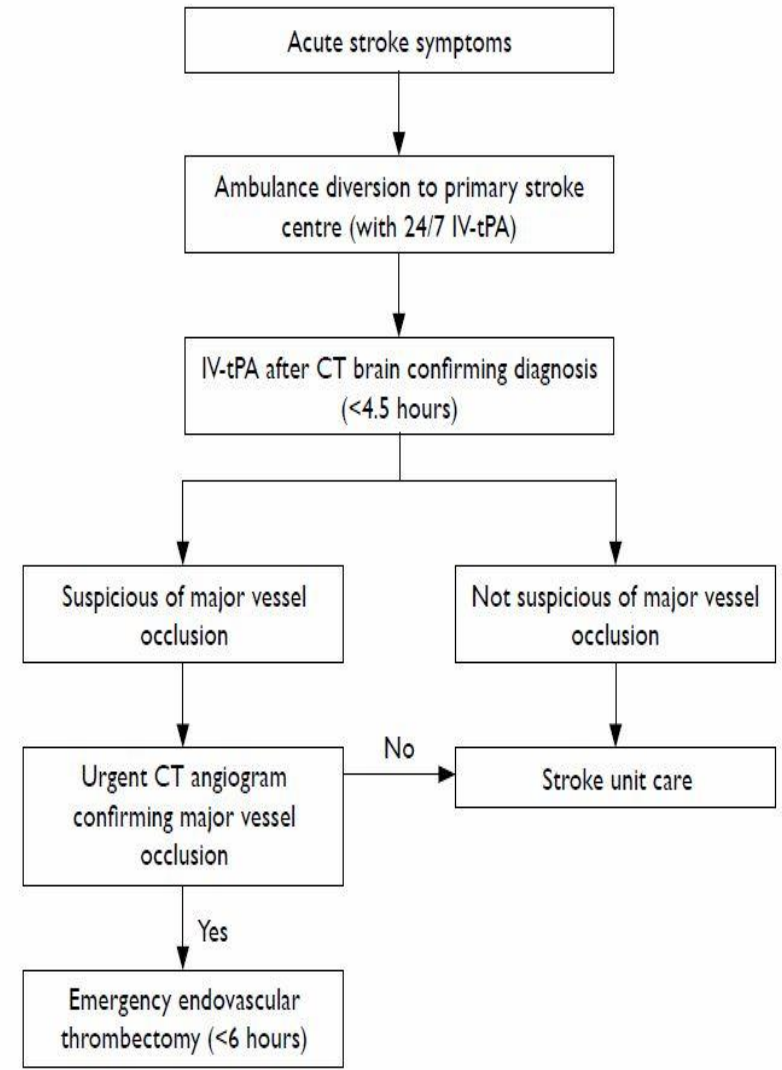 Acute stroke symptoms
Ambulance diversion to primary stroke
centre (with 24/7 IV-tPA)
IV-tPA after CT brain confirming diagnosis
(<4.5 hours)
Suspicious of major vessel
occlusion
Not suspicious of major vessel
occlusion
Urgent CT angiogram
confirming major vessel
occlusion
No
Stroke unit care
Yes
Emergency endovascular
thrombectomy (<6 hours)